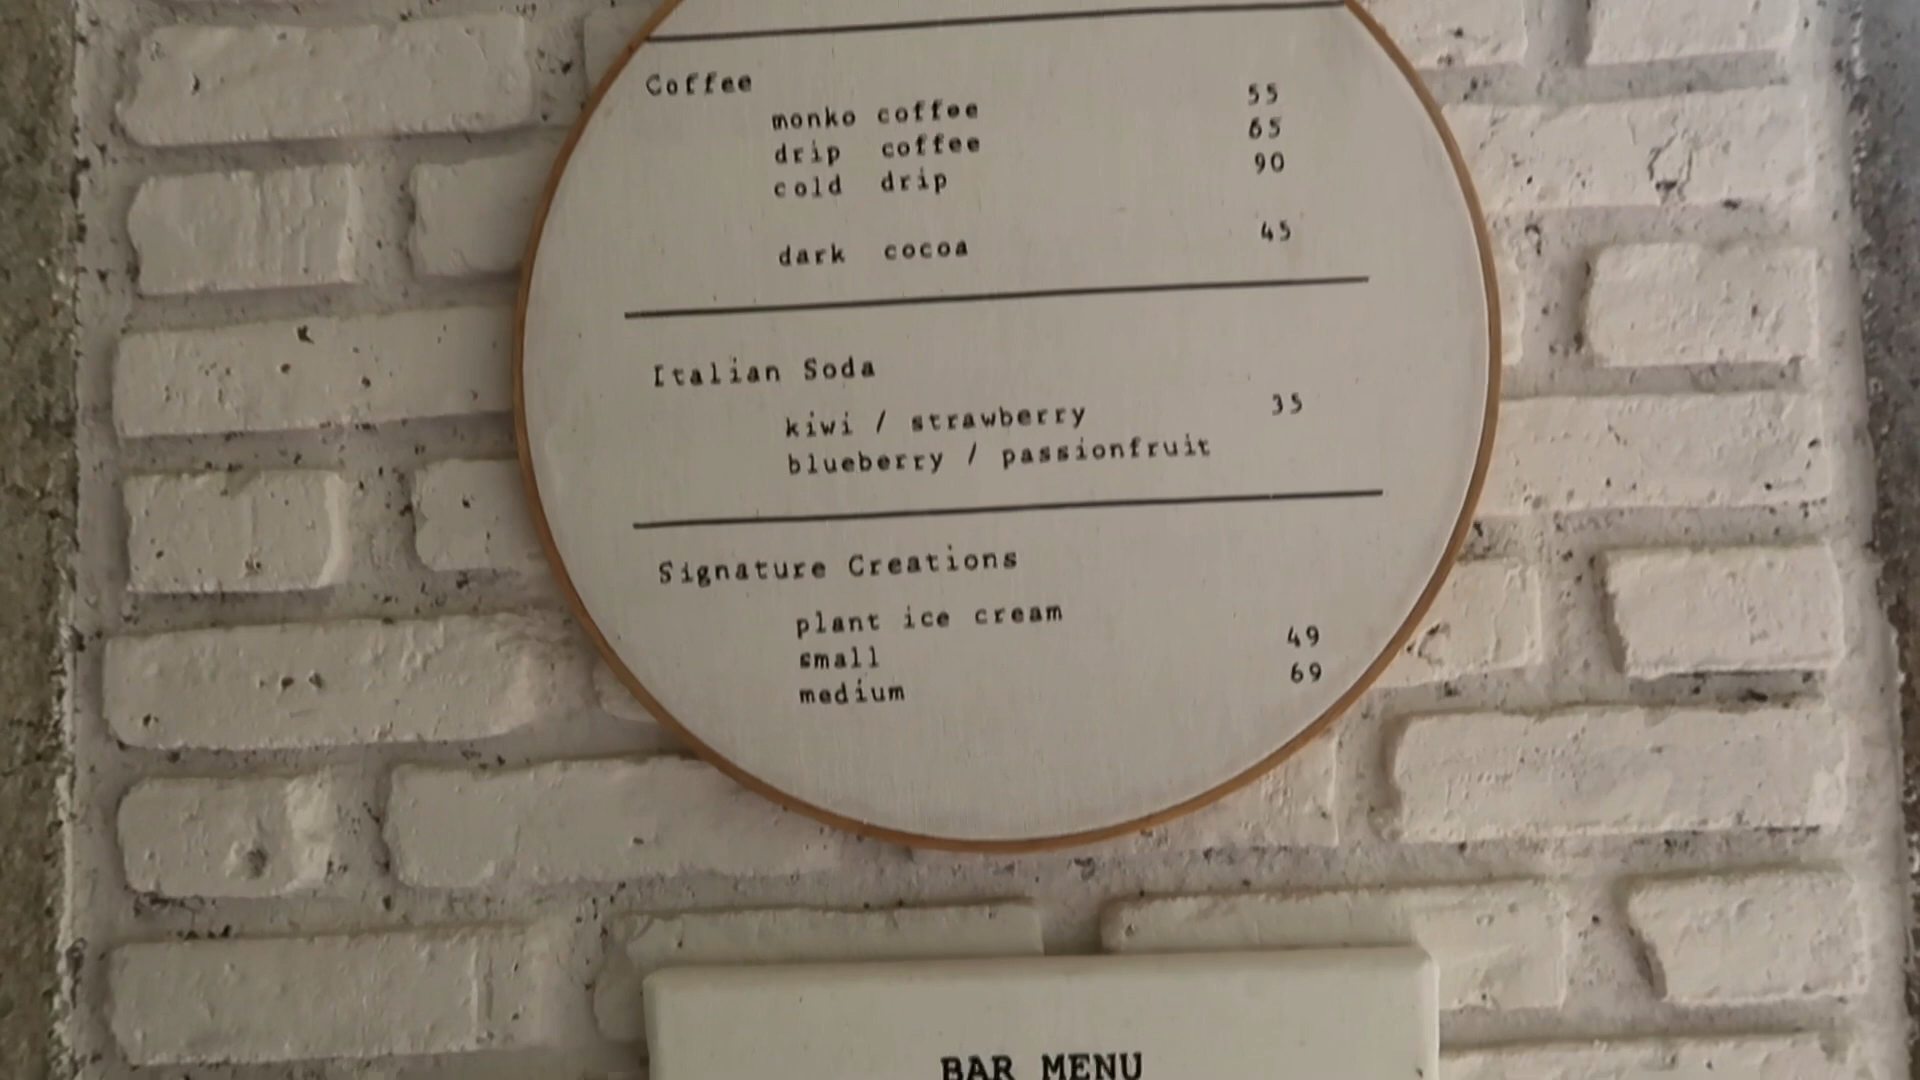 Coffee
monko coffee 55
drip coffee 65
cold drip 90
dark cocoa 45
Italian Soda
kiwi / strawberry 35
blueberry / passionfruit
Signature Creations
plant ice cream
small 49
medium 69
BAR MENU